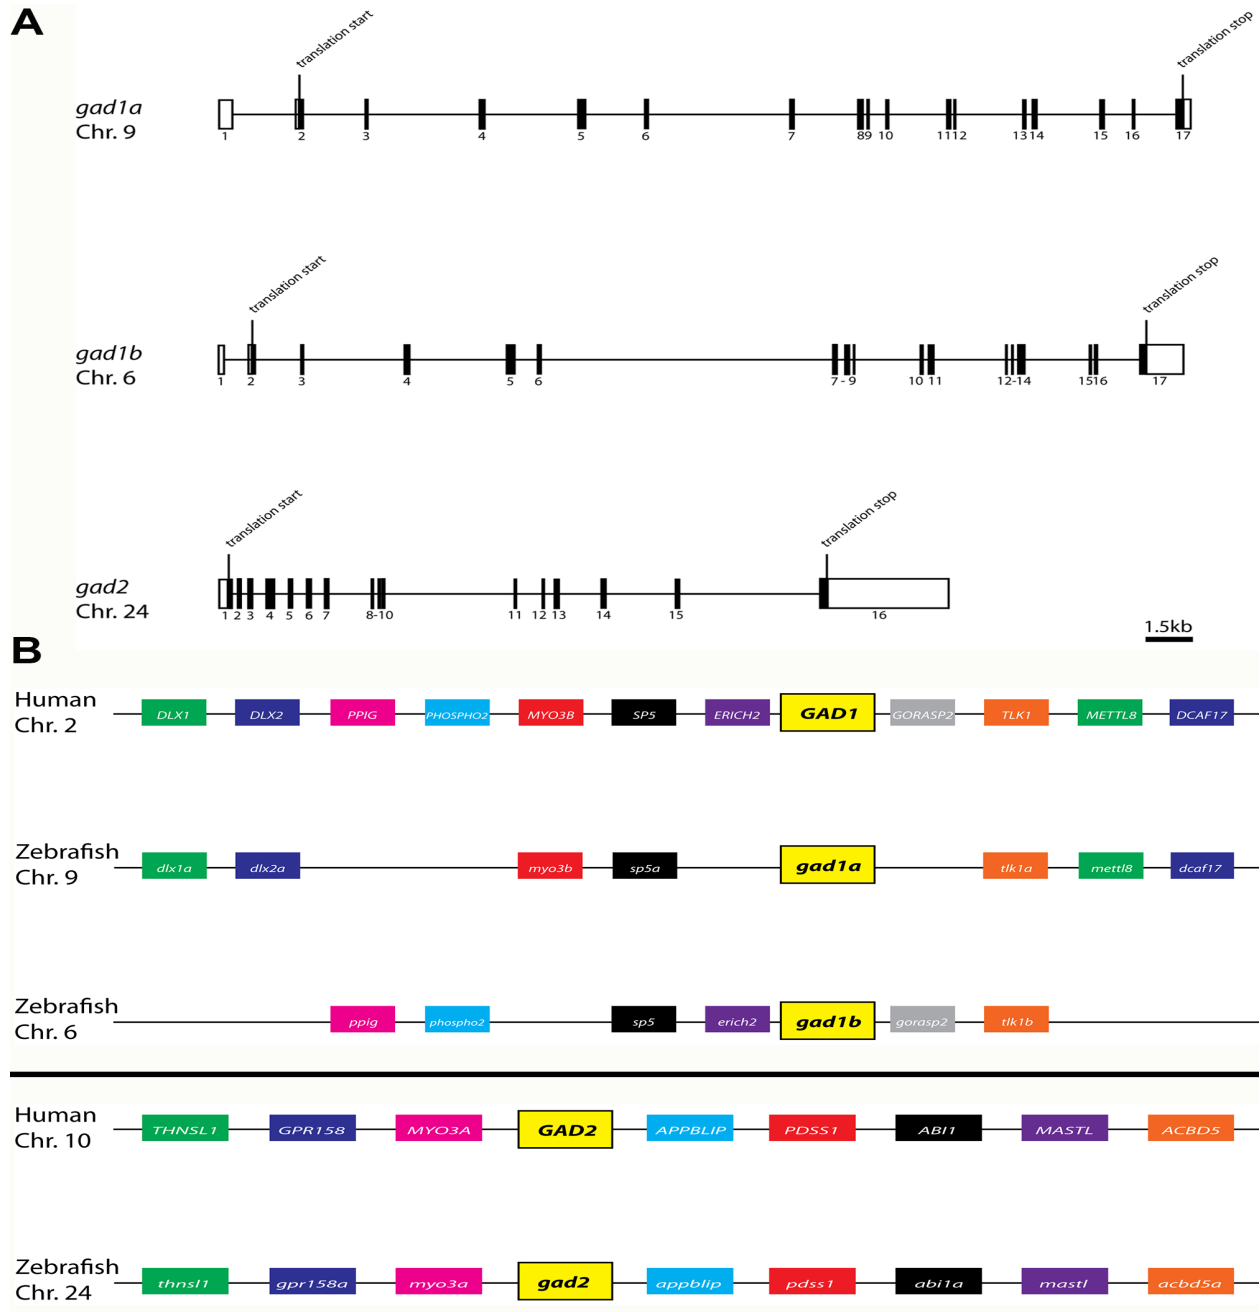 A
translation start
translation stop
gad1a
Chr. 9
1 2 3 4 5 6 7 89 10 1112 13 14 15 16 17
translation start
translation stop
gad1b
Chr. 6
1 2 3 4 5 6 7 - 9 10 11 12-14 1516 17
translation start
translation stop
gad2
Chr. 24
1 2 3 4 5 6 7 8-10 11 12 13 14 15 16
1.5kb
B
Human
Chr. 2
DLX1 DLX2 PPIG PHOSPHO2 MYO3B SP5 ERICH2 GAD1 GORASP2 TLK1 METTL8 DCAF17
Zebrafish
Chr. 9
dlx1a dlx2a myo3b sp5a gad1a tlk1a mettl8 dcaf17
Zebrafish
Chr. 6
ppig phospho2 sp5 erich2 gad1b gorasp2 tlk1b
Human
Chr. 10
THNSL1 GPR158 MYO3A GAD2 APPBLIP PDSS1 ABI1 MASTL ACBD5
Zebrafish
Chr. 24
thnsl1 gpr158a myo3a gad2 appblip pdss1 abi1a mastl acbd5a